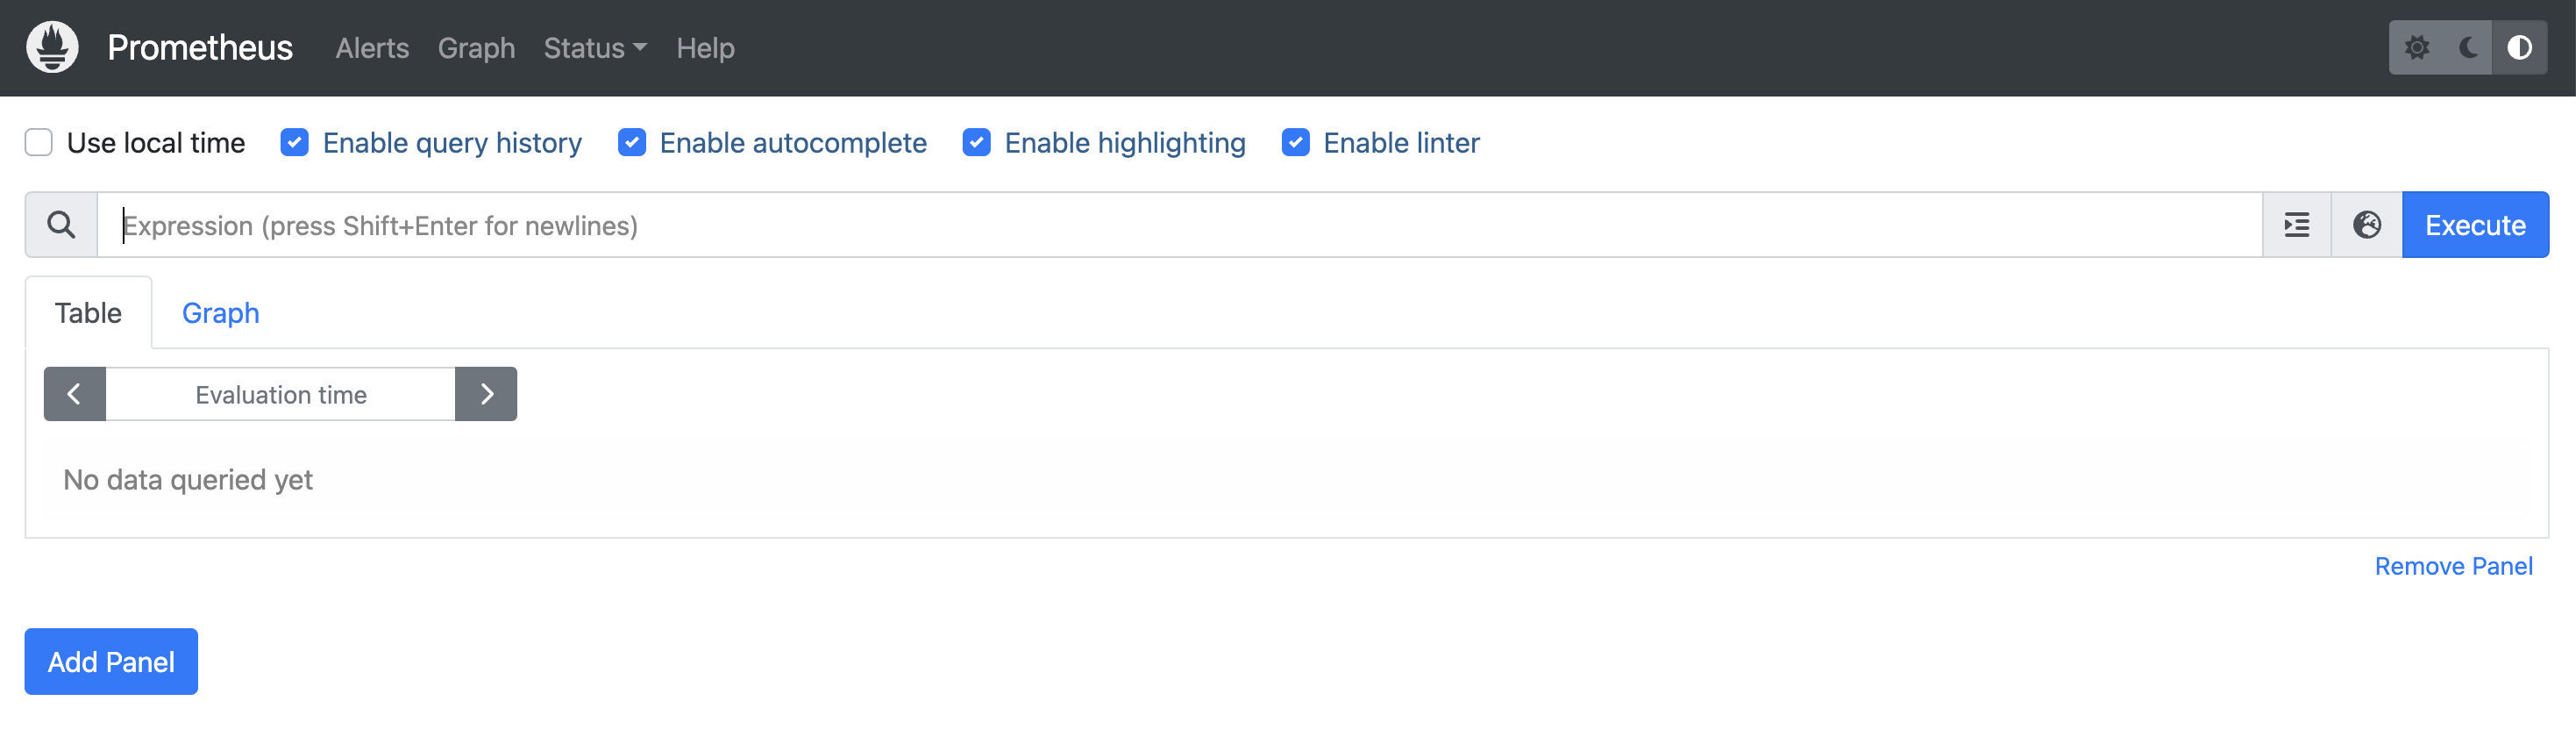 Prometheus Alerts Graph Status Help
Use local time Enable query history Enable autocomplete Enable highlighting Enable linter
Expression (press Shift+Enter for newlines) Execute
Table Graph
Evaluation time
No data queried yet
Remove Panel
Add Panel